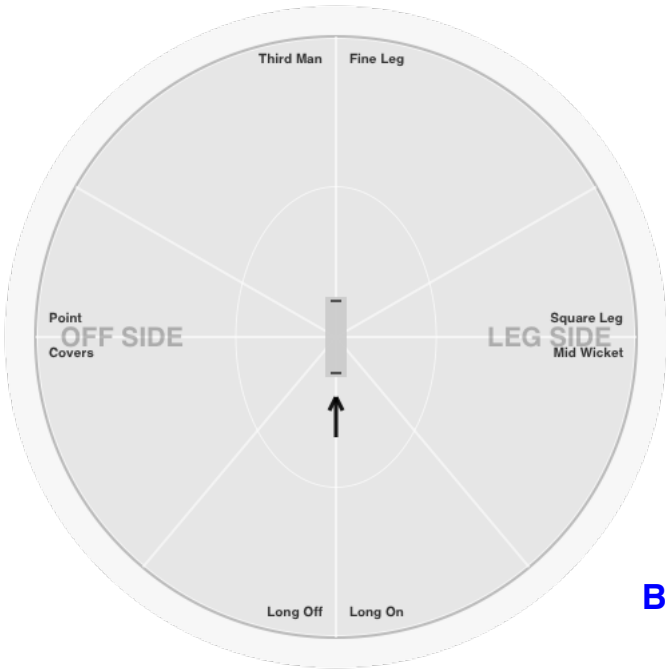 Third Man
Fine Leg
Point
Square Leg
OFF SIDE
LEG SIDE
Covers
Mid Wicket
B
Long Off
Long On